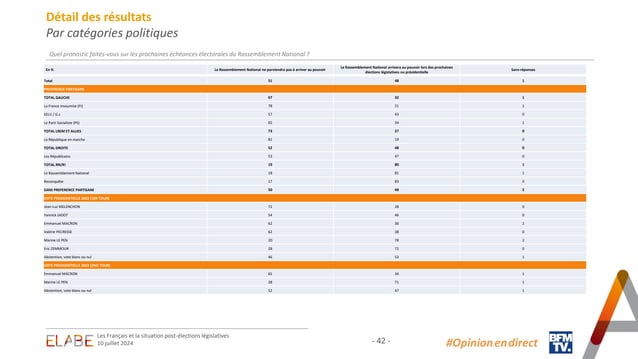 Détail des résultats
Par catégories politiques
Quel pronostic faites-vous sur les prochaines échéances électorales du Rassemblement National ?
En % Le Rassemblement National ne parviendra pas à arriver au pouvoir Le Rassemblement National arrivera au pouvoir lors des prochaines élections législatives ou présidentielle Sans réponses
Total 51 48 1
PREFERENCE PARTISANE
TOTAL GAUCHE 67 32 1
La France insoumise (FI) 78 21 1
EELV / G.s 57 43 0
Le Parti Socialiste (PS) 65 34 1
TOTAL LREM ET ALLIES 73 27 0
La République en marche 81 19 0
TOTAL DROITE 52 48 0
Les Républicains 53 47 0
TOTAL RN/R! 19 80 1
Le Rassemblement National 18 81 1
Reconquête 17 83 0
SANS PREFERENCE PARTISANE 50 48 2
VOTE PRESIDENTIELLE 2022 (1ER TOUR)
Jean-Luc MELENCHON 72 28 0
Yannick JADOT 54 46 0
Emmanuel MACRON 62 36 2
Valérie PECRESSE 62 38 0
Marine LE PEN 20 78 2
Eric ZEMMOUR 28 72 0
Abstention, vote blanc ou nul 46 53 1
VOTE PRESIDENTIELLE 2022 (2ND TOUR)
Emmanuel MACRON 65 34 1
Marine LE PEN 28 71 1
Abstention, vote blanc ou nul 52 47 1
ELABE
Les Français et la situation post-élections législatives
10 juillet 2024
- 42 -
#Opinion en direct
BFM
TV.